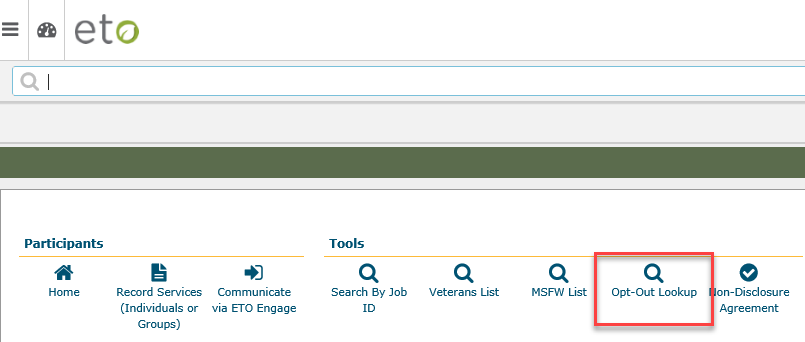 eto
Participants
Tools
Home
Record Services
(Individuals or
Groups)
Communicate
via ETO Engage
Search By Job
ID
Veterans List
MSFW List
Opt-Out Lookup
Non-Disclosure
Agreement